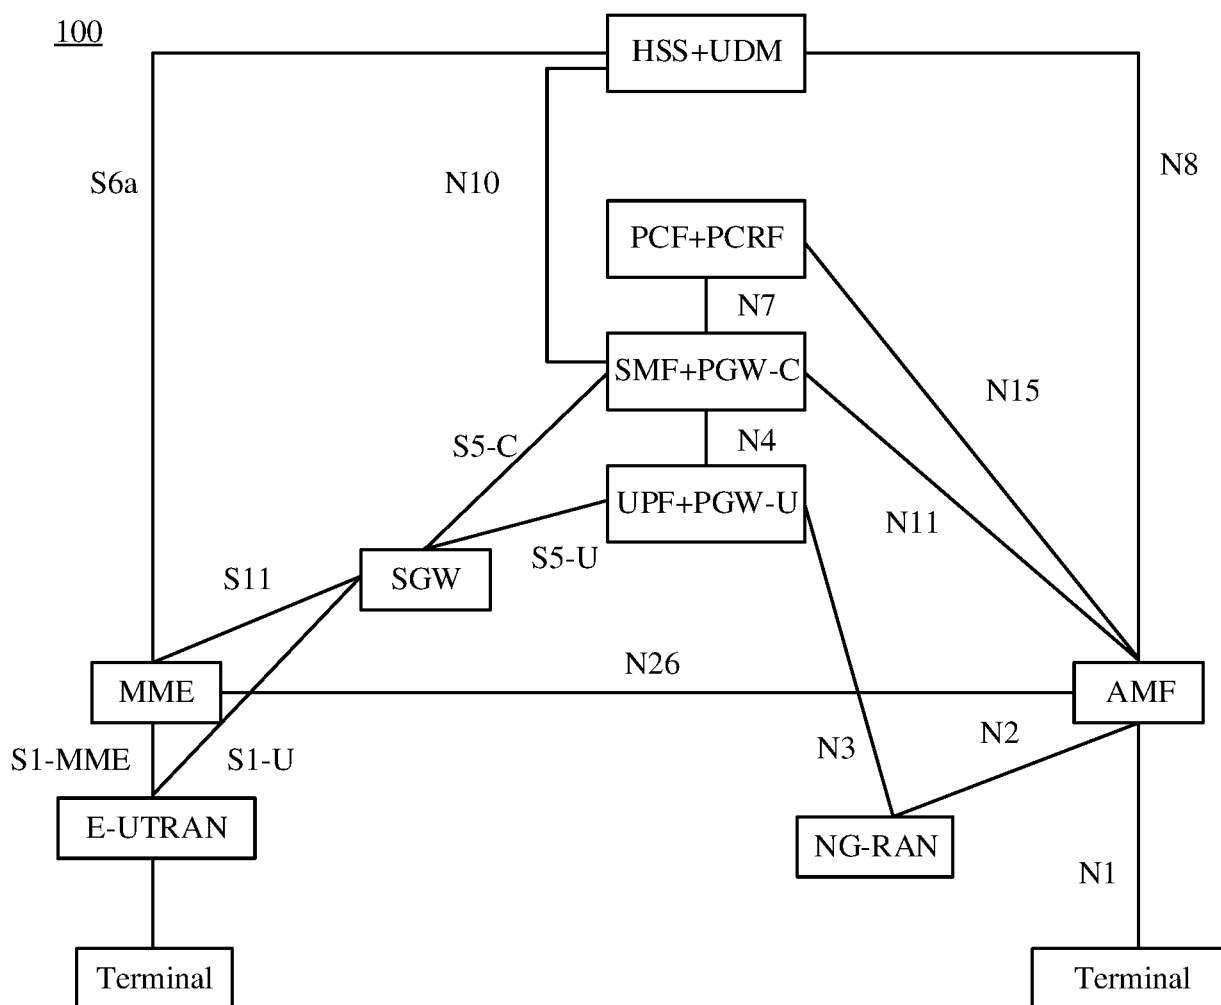 100
HSS+UDM
S6a
N10
N8
PCF+PCRF
N7
SMF+PGW-C
N15
S5-C
N4
UPF+PGW-U
N11
S5-U
S11
SGW
N26
MME
AMF
S1-MME
S1-U
N3
N2
E-UTRAN
NG-RAN
N1
Terminal
Terminal